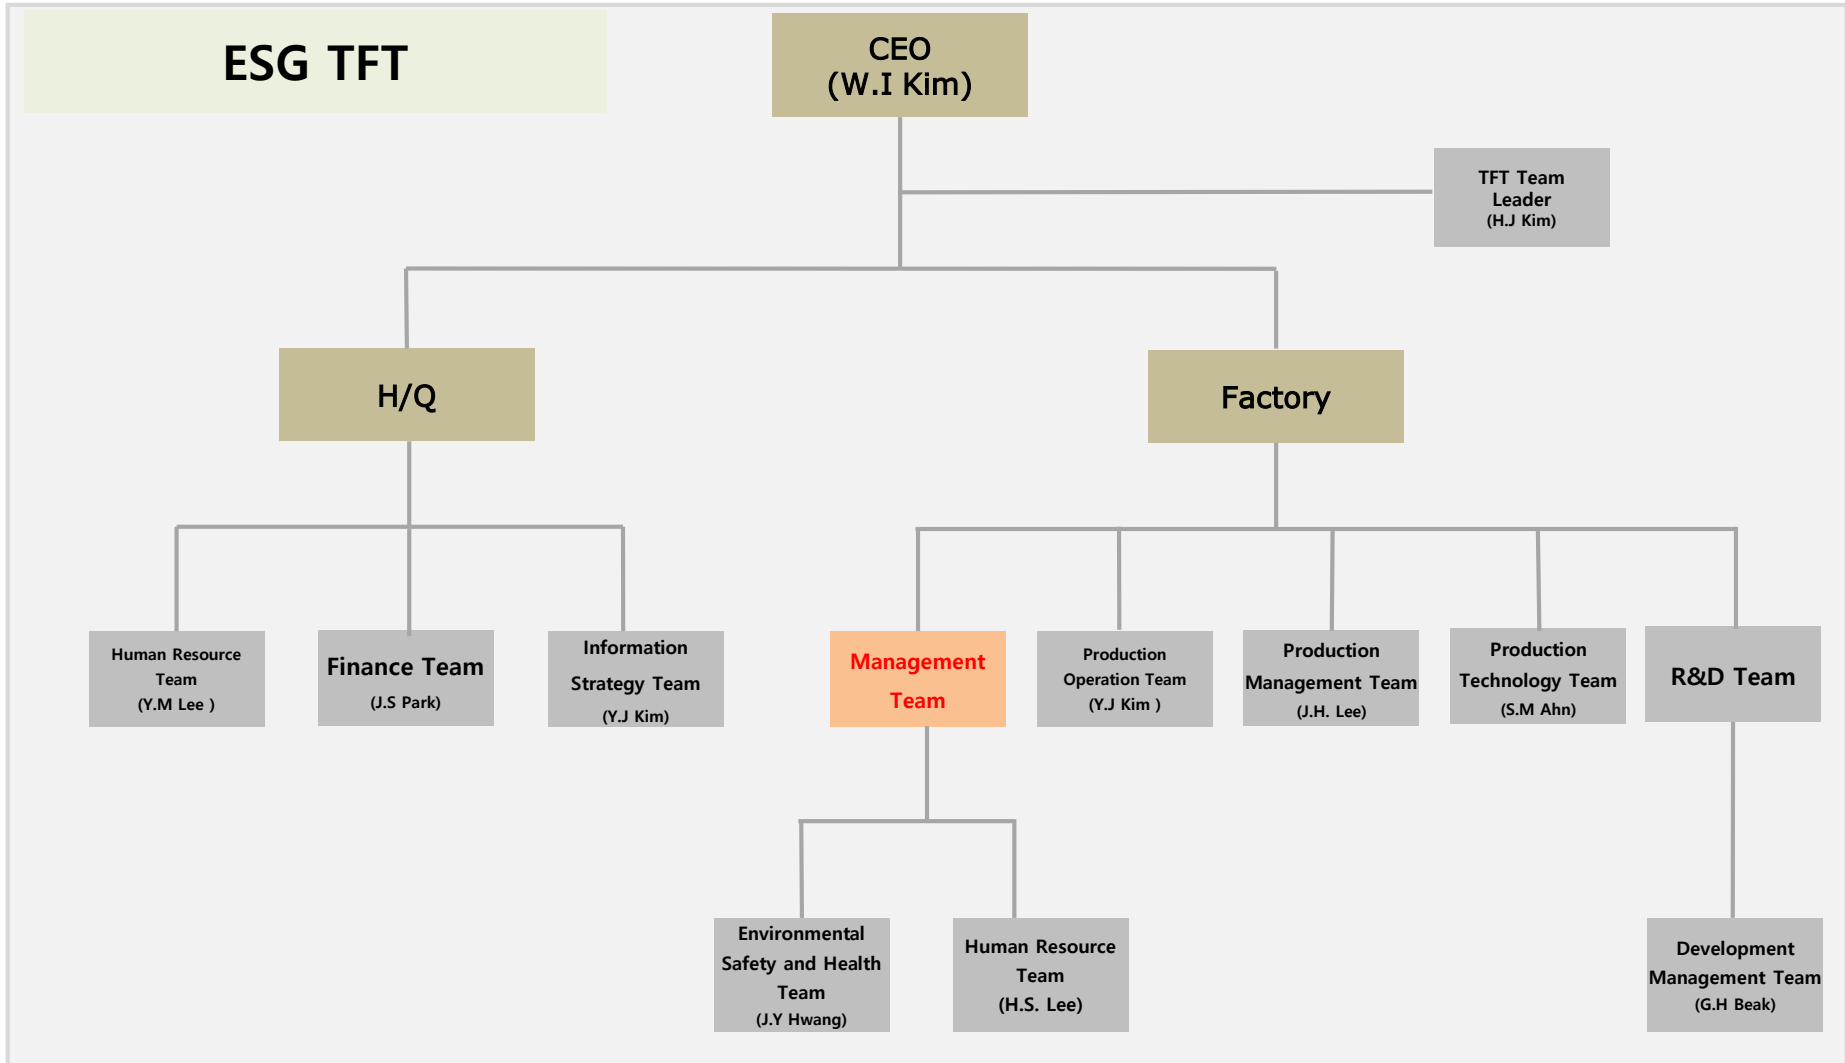 ESG TFT
CEO
(W.I Kim)
TFT Team
Leader
(H.J Kim)
H/Q
Factory
Human Resource
Team
(Y.M Lee )
Finance Team
(J.S Park)
Information
Strategy Team
(Y.J Kim)
Management
Team
Production
Operation Team
(Y.J Kim )
Production
Management Team
(J.H. Lee)
Production
Technology Team
(S.M Ahn)
R&D Team
Environmental
Safety and Health
Team
(J.Y Hwang)
Human Resource
Team
(H.S. Lee)
Development
Management Team
(G.H Beak)